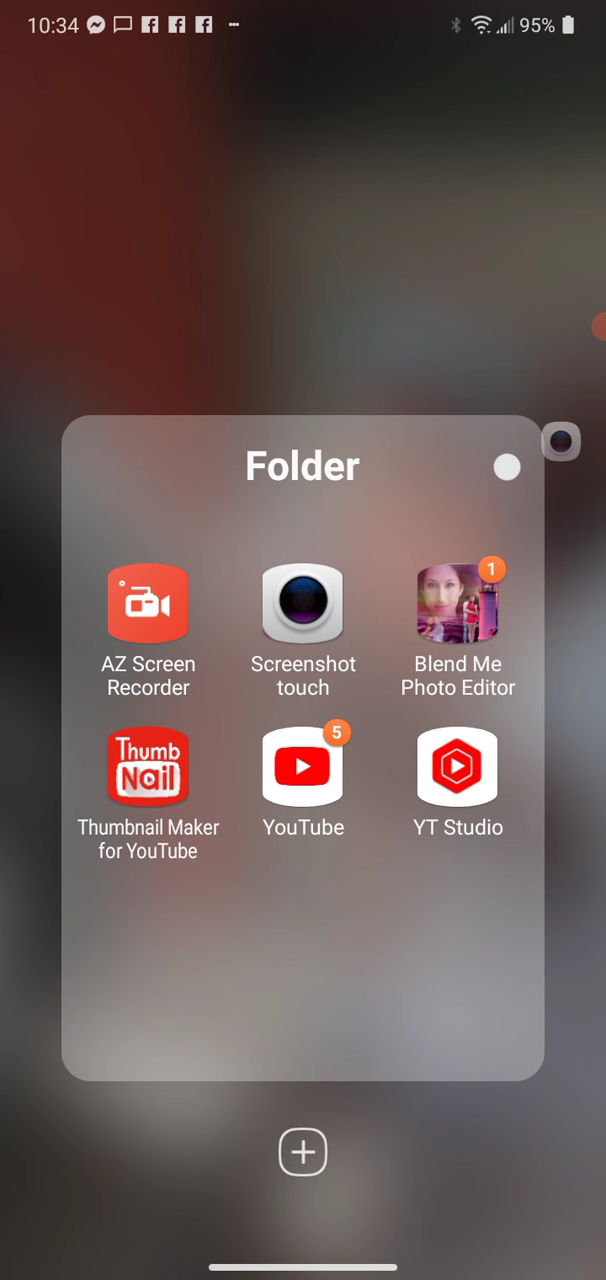 10:34 95%
Folder
AZ Screen
Recorder
Screenshot
touch
1
Blend Me
Photo Editor
Thumb
Nail
Thumbnail Maker
for YouTube
5
YouTube
YT Studio